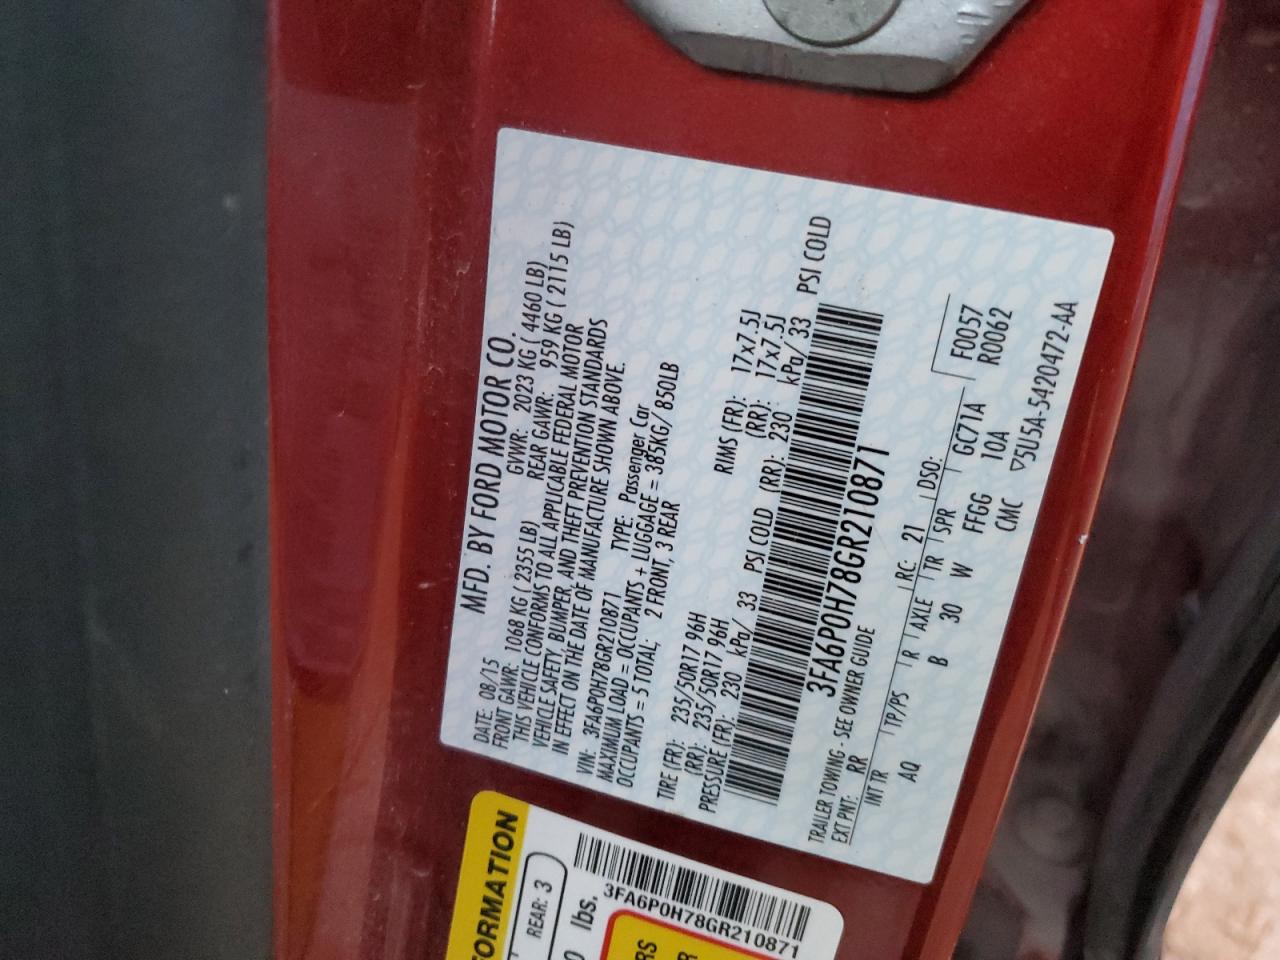 MFD. BY FORD MOTOR CO.
DATE: 08/15 GVWR: 2023 KG ( 4460 LB)
FRONT GAWR: 1068 KG ( 2355 LB) REAR GAWR: 959 KG ( 2115 LB)
THIS VEHICLE CONFORMS TO ALL APPLICABLE FEDERAL MOTOR
VEHICLE SAFETY, BUMPER, AND THEFT PREVENTION STANDARDS
IN EFFECT ON THE DATE OF MANUFACTURE SHOWN ABOVE.
VIN: 3FA6P0H78GR210871 TYPE: Passenger Car
MAXIMUM LOAD = OCCUPANTS + LUGGAGE = 385KG/ 850LB
OCCUPANTS = 5 TOTAL: 2 FRONT, 3 REAR
TIRE (FR): 235/50R17 96H RIMS (FR): 17x7.5J
(RR): 235/50R17 96H (RR): 17x7.5J
PRESSURE (FR): 230 kPa/ 33 PSI COLD (RR): 230 kPa/ 33 PSI COLD
3FA6P0H78GR210871
TRAILER TOWING - SEE OWNER GUIDE
EXT PNT: RR RC: 21 DSO: F0057
INT TR TP/PS R AXLE TR SPR GC71A R0062
AQ B 30 W FFGG 10A
CMC ▽5U5A-5420472-AA
ORMATION
REAR: 3
0 lbs.
3FA6P0H78GR210871
RS
R